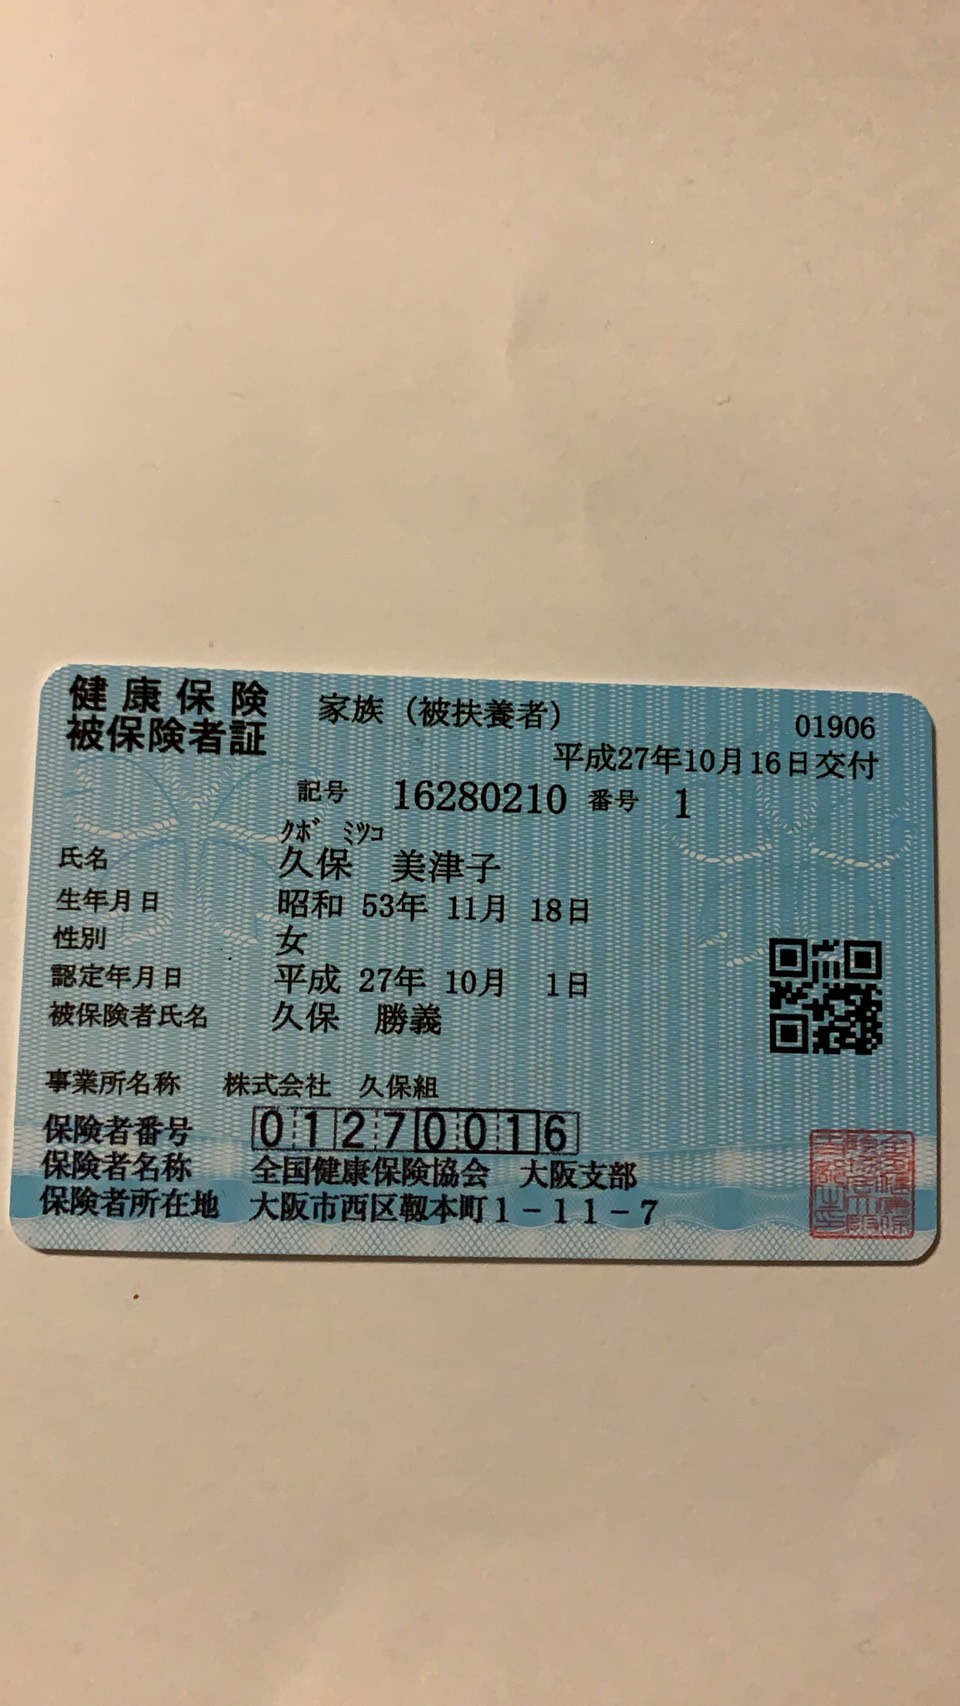 健康保険 家族（被扶養者） 01906
被保険者証 平成27年10月16日交付
記号 16280210 番号 1
ｸﾎﾞ ﾐﾂｺ
氏名 久保 美津子
生年月日 昭和 53年 11月 18日
性別 女
認定年月日 平成 27年 10月 1日
被保険者氏名 久保 勝義
事業所名称 株式会社 久保組
保険者番号 01270016
保険者名称 全国健康保険協会 大阪支部
保険者所在地 大阪市西区靱本町1－11－7